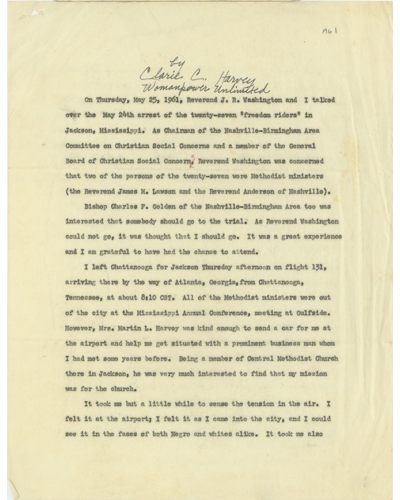 1961
by
Clarie C. Harvey
Womanpower Unlimited
On Thursday, May 25, 1961, Reverend J. R. Washington and I talked
over the May 24th arrest of the twenty-seven "freedom riders" in
Jackson, Mississippi. As Chairman of the Nashville-Birmingham Area
Committee on Christian Social Concerns and a member of the General
Board of Christian Social Concern, Reverend Washington was concerned
that two of the persons of the twenty-seven were Methodist ministers
(the Reverend James M. Lawson and the Reverend Anderson of Nashville).
Bishop Charles F. Golden of the Nashville-Birmingham Area too was
interested that somebody should go to the trial. As Reverend Washington
could not go, it was thought that I should go. It was a great experience
and I am grateful to have had the chance to attend.
I left Chattanooga for Jackson Thursday afternoon on flight 131,
arriving there by the way of Atlanta, Georgia, from Chattanooga,
Tennessee, at about 8:10 CST. All of the Methodist ministers were out
of the city at the Mississippi Annual Conference, meeting at Gulfside.
However, Mrs. Martin L. Harvey was kind enough to send a car for me at
the airport and help me get situated with a prominent business man whom
I had met some years before. Being a member of Central Methodist Church
there in Jackson, he was very much interested to find that my mission
was for the church.
It took me but a little while to sense the tension in the air. I
felt it at the airport; I felt it as I came into the city, and I could
see it in the faces of both Negro and whites alike. It took me also